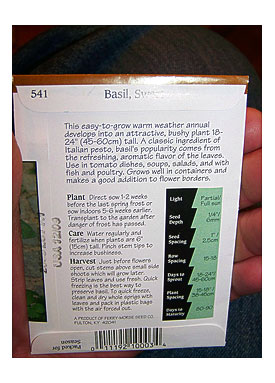 541
Basil, Sw
This easy-to-grow warm weather annual
develops into an attractive, bushy plant 18-
24" (45-60cm) tall. A classic ingredient of
Italian pesto, basil's popularity comes from
the refreshing, aromatic flavor of the leaves.
Use in tomato dishes, soups, salads, and with
fish and poultry. Grows well in containers and
makes a good addition to flower borders.
Plant Direct sow 1-2 weeks
before the last spring frost or
sow indoors 5-6 weeks earlier.
Transplant to the garden after
danger of frost has passed.
Care Water regularly and
fertilize when plants are 6"
(15cm) tall. Pinch stem tips to
increase bushiness.
Harvest Just before flowers
open, cut stems above small side
shoots which will grow later.
Strip leaves and use fresh. Quick
freezing is the best way to
preserve basil. To quick freeze,
clean and dry whole sprigs with
leaves and pack in plastic bags
with the air forced out.
A PRODUCT OF FERRY-MORSE SEED CO.
FULTON, KY. 42041
Light Partial/
Full sun
Seed
Depth 1/4"/
6mm
Seed
Spacing 1"/
2.5cm
Row
Spacing
Days to
Sprout
Plant
Spacing
Days to
Maturity
Packed for
Season
0 11192 10003 4